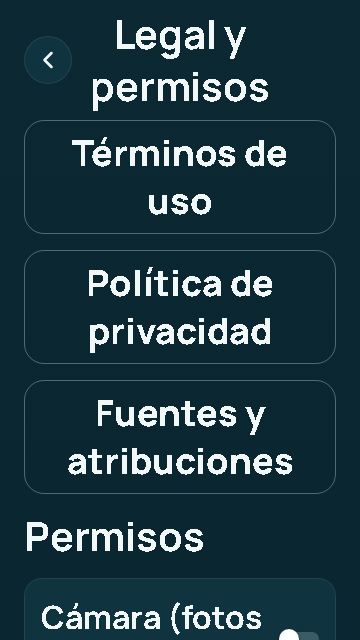 Legal y
permisos
Términos de
uso
Política de
privacidad
Fuentes y
atribuciones
Permisos
Cámara (fotos